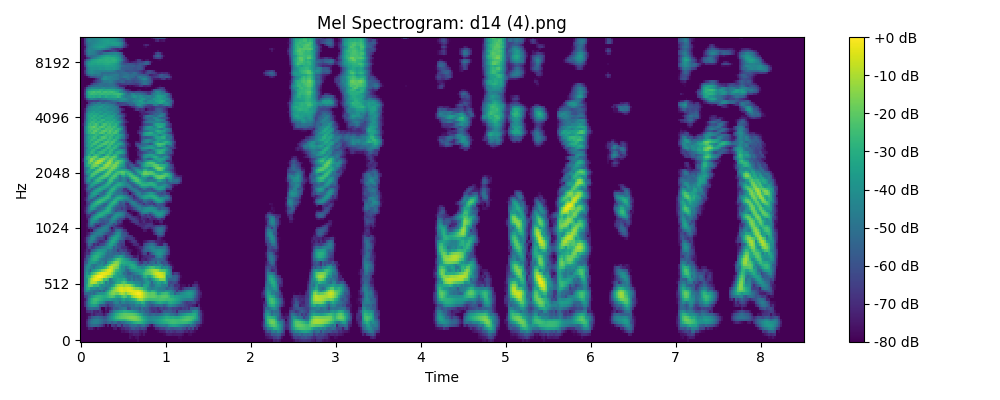 Mel Spectrogram: d14 (4).png
8192
4096
2048
1024
512
0
Hz
0 1 2 3 4 5 6 7 8
Time
+0 dB
-10 dB
-20 dB
-30 dB
-40 dB
-50 dB
-60 dB
-70 dB
-80 dB